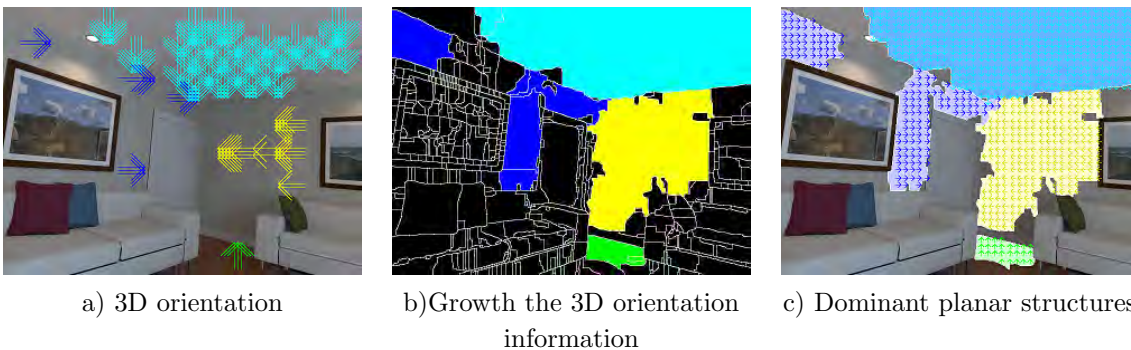 a) 3D orientation
b)Growth the 3D orientation
information
c) Dominant planar structures